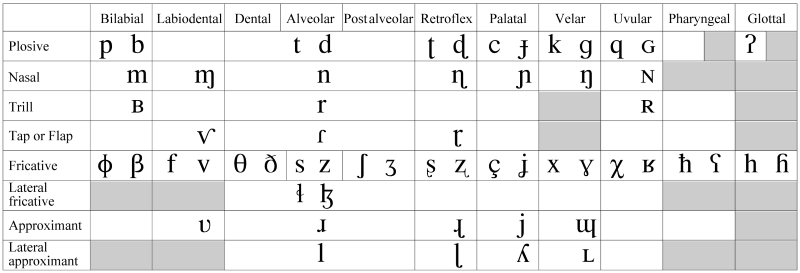 Bilabial Labiodental Dental Alveolar Postalveolar Retroflex Palatal Velar Uvular Pharyngeal Glottal
Plosive p b t d ʈ ɖ c ɟ k ɡ q ɢ ʔ
Nasal m ɱ n ɳ ɲ ŋ ɴ
Trill ʙ r ʀ
Tap or Flap ⱱ ɾ ɽ
Fricative ɸ β f v θ ð s z ʃ ʒ ʂ ʐ ç ʝ x ɣ χ ʁ ħ ʕ h ɦ
Lateral
fricative ɬ ɮ
Approximant ʋ ɹ ɻ j ɰ
Lateral
approximant l ɭ ʎ ʟ